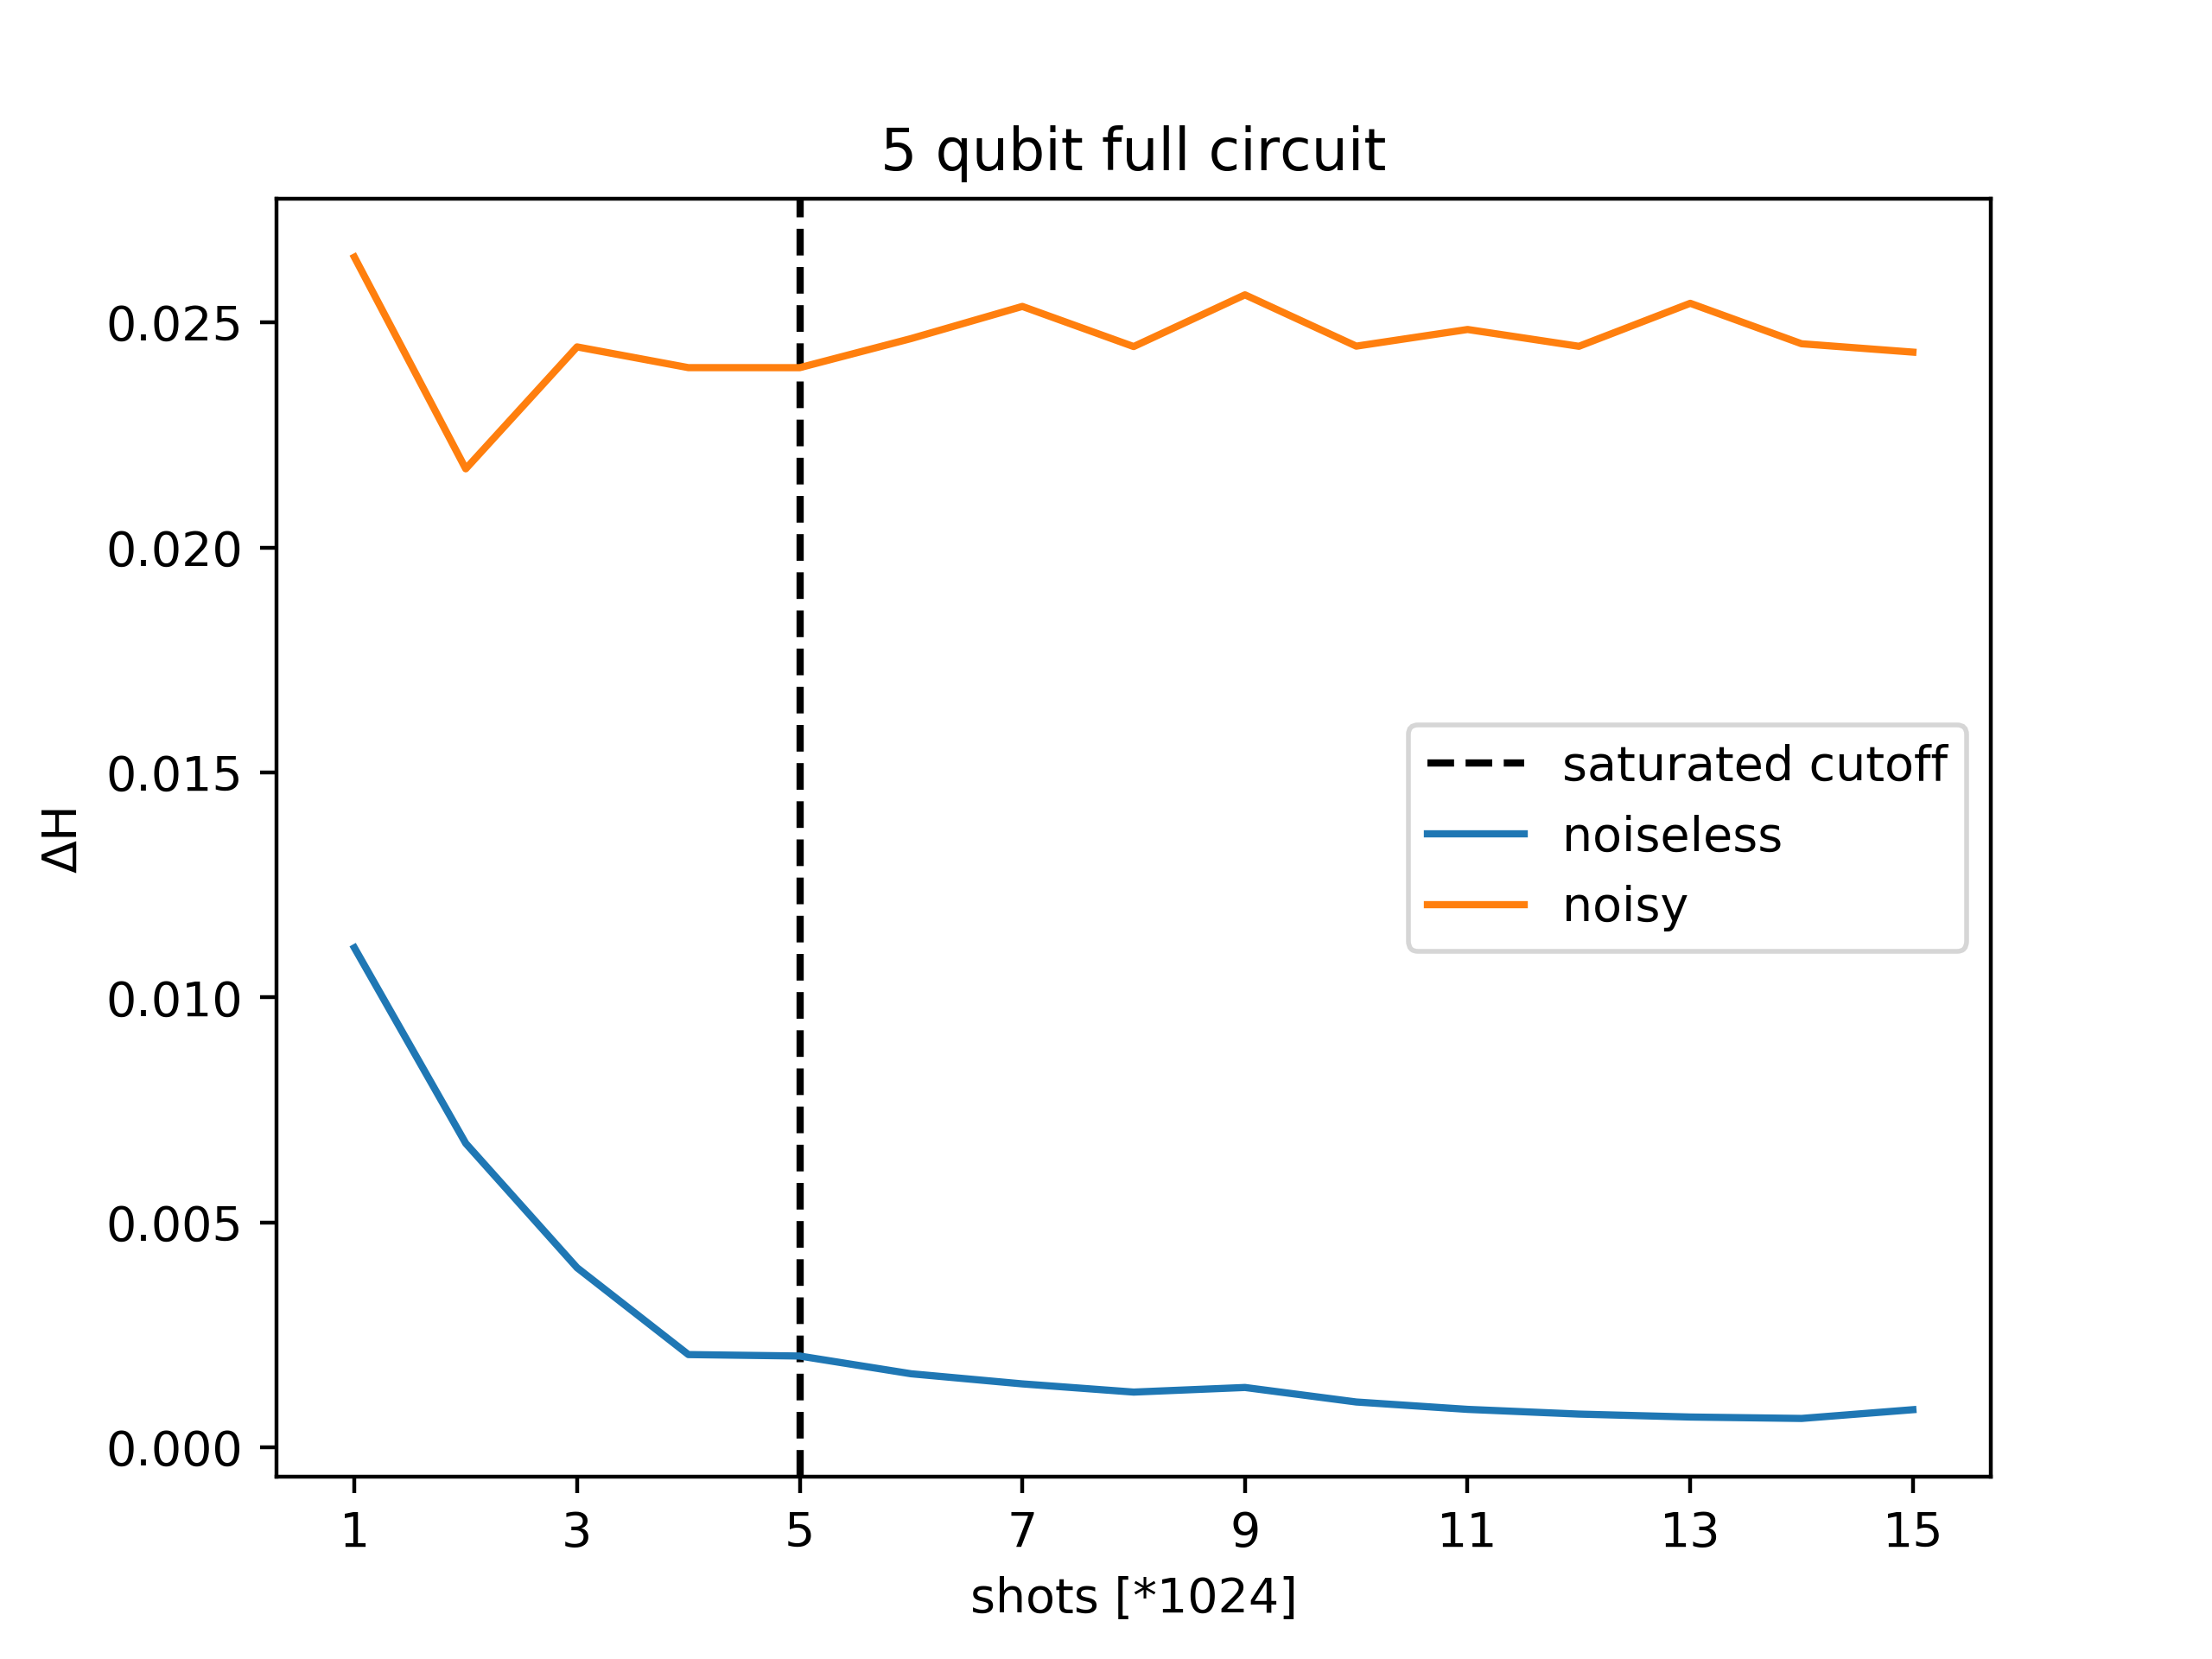 5 qubit full circuit
0.025
0.020
0.015
0.010
0.005
0.000
ΔH
saturated cutoff
noiseless
noisy
1 3 5 7 9 11 13 15
shots [*1024]